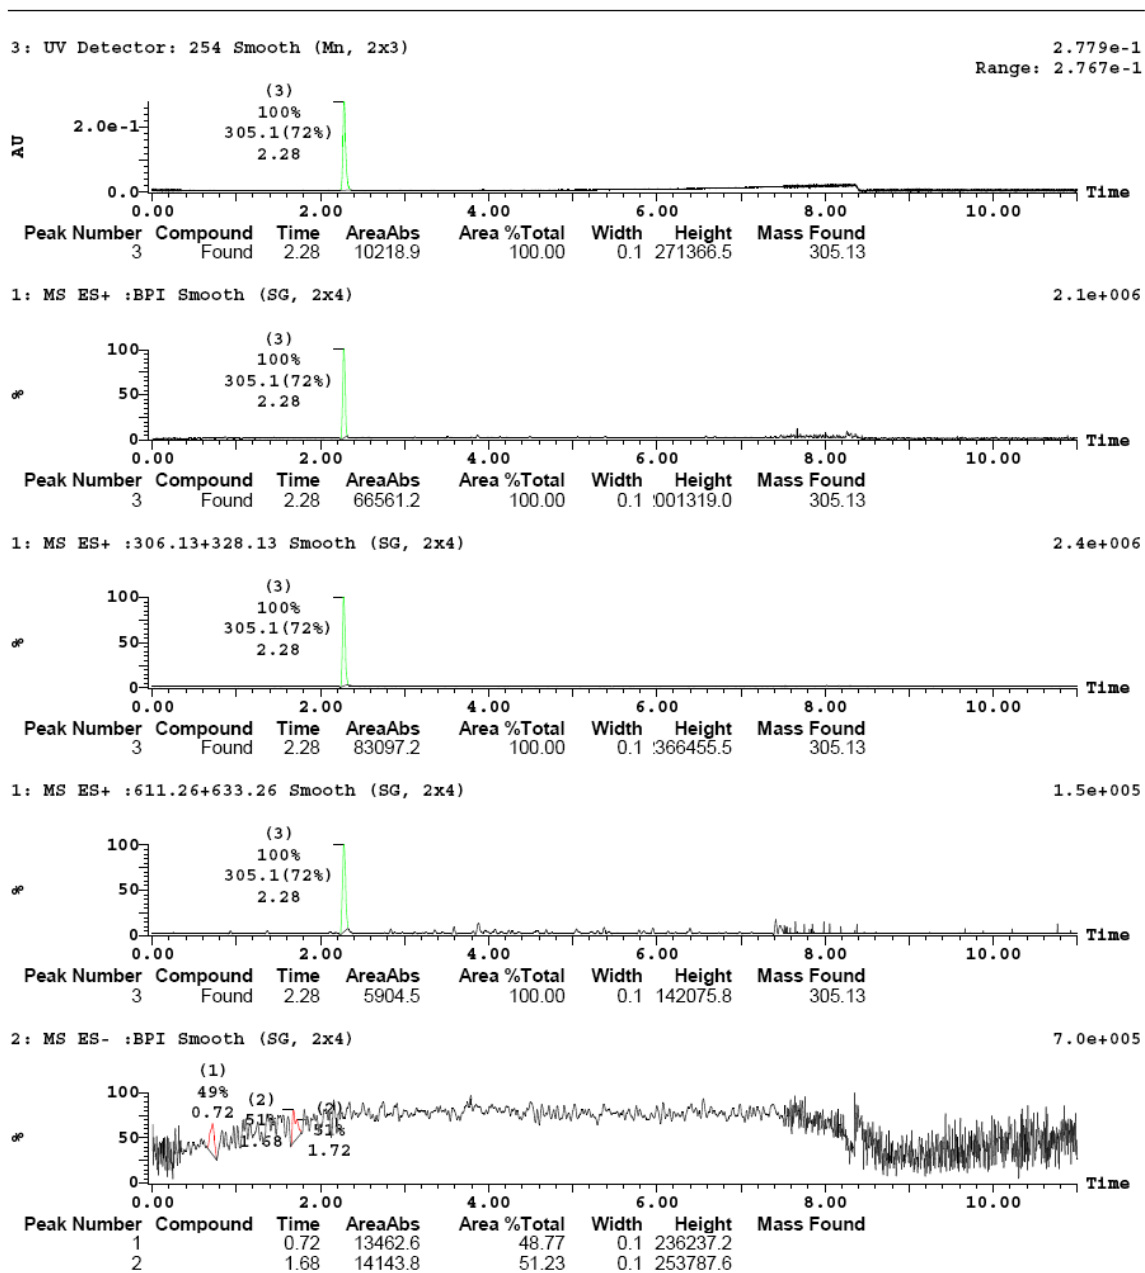 3: UV Detector: 254 Smooth (Mn, 2x3) 2.779e-1
Range: 2.767e-1
(3)
100%
305.1(72%)
2.28
AU
2.0e-1
0.0
0.00 2.00 4.00 6.00 8.00 10.00 Time
Peak Number Compound Time AreaAbs Area %Total Width Height Mass Found
3 Found 2.28 10218.9 100.00 0.1 271366.5 305.13
1: MS ES+ :BPI Smooth (SG, 2x4) 2.1e+006
(3)
100%
305.1(72%)
2.28
%
100
50
0
0.00 2.00 4.00 6.00 8.00 10.00 Time
Peak Number Compound Time AreaAbs Area %Total Width Height Mass Found
3 Found 2.28 66561.2 100.00 0.1 :001319.0 305.13
1: MS ES+ :306.13+328.13 Smooth (SG, 2x4) 2.4e+006
(3)
100%
305.1(72%)
2.28
%
100
50
0
0.00 2.00 4.00 6.00 8.00 10.00 Time
Peak Number Compound Time AreaAbs Area %Total Width Height Mass Found
3 Found 2.28 83097.2 100.00 0.1 :366455.5 305.13
1: MS ES+ :611.26+633.26 Smooth (SG, 2x4) 1.5e+005
(3)
100%
305.1(72%)
2.28
%
100
50
0
0.00 2.00 4.00 6.00 8.00 10.00 Time
Peak Number Compound Time AreaAbs Area %Total Width Height Mass Found
3 Found 2.28 5904.5 100.00 0.1 142075.8 305.13
2: MS ES- :BPI Smooth (SG, 2x4) 7.0e+005
(1)
49%
0.72
(2)
51%
1.68
(2)
51%
1.72
%
100
50
0
0.00 2.00 4.00 6.00 8.00 10.00 Time
Peak Number Compound Time AreaAbs Area %Total Width Height Mass Found
1 0.72 13462.6 48.77 0.1 236237.2
2 1.68 14143.8 51.23 0.1 253787.6